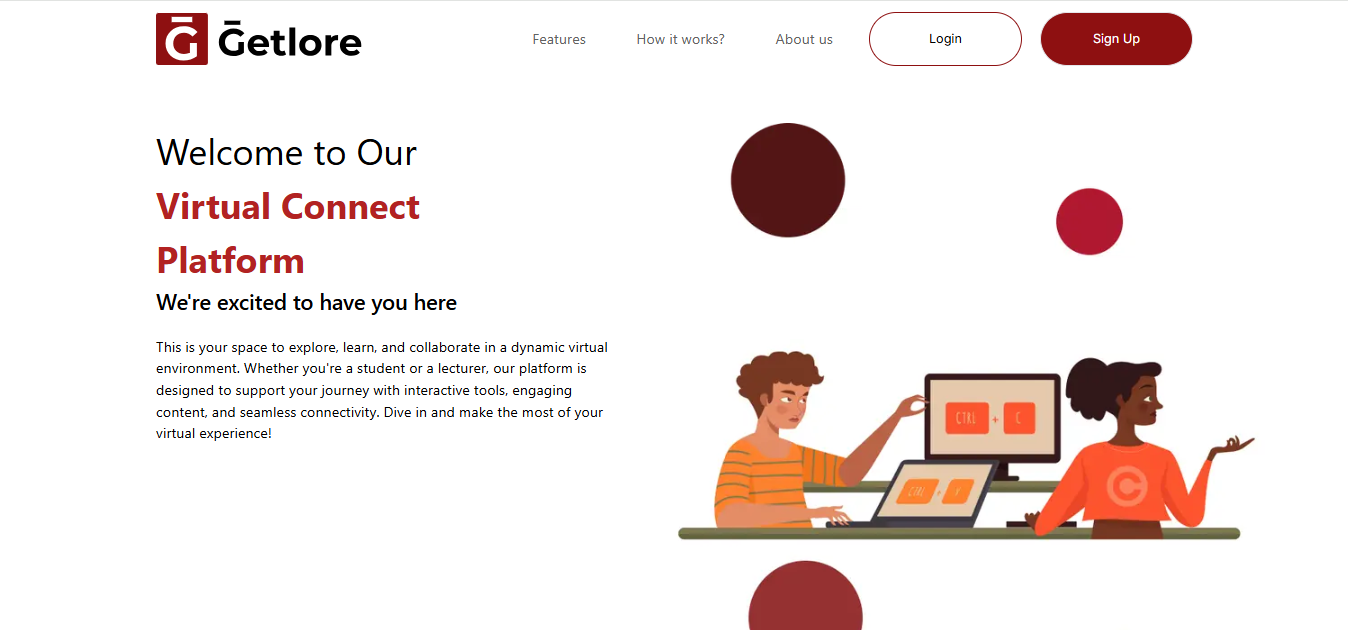 Ḡ Ḡetlore
Features
How it works?
About us
Login
Sign Up
Welcome to Our
Virtual Connect
Platform
We're excited to have you here
This is your space to explore, learn, and collaborate in a dynamic virtual
environment. Whether you're a student or a lecturer, our platform is
designed to support your journey with interactive tools, engaging
content, and seamless connectivity. Dive in and make the most of your
virtual experience!
CTRL + C
CTRL + V
C